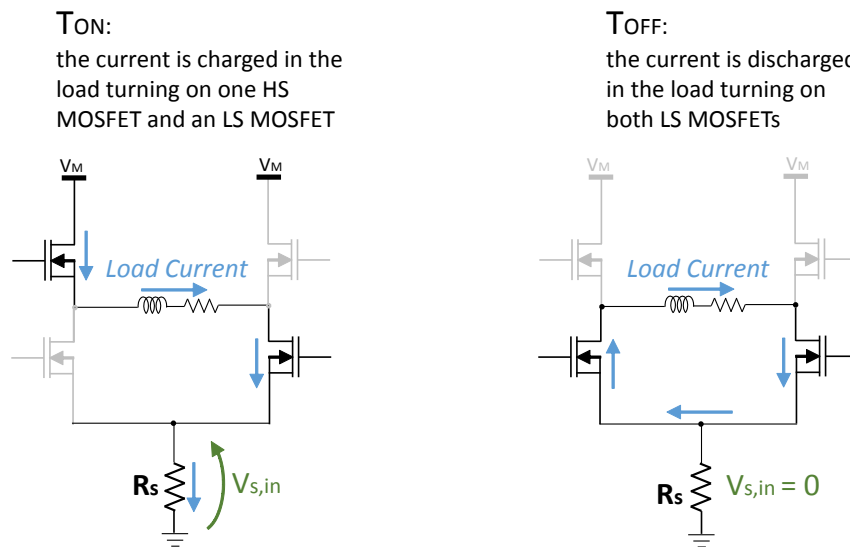 TON:
the current is charged in the
load turning on one HS
MOSFET and an LS MOSFET
VM
VM
Load Current
Rs
Vs,in
TOFF:
the current is discharged
in the load turning on
both LS MOSFETs
VM
VM
Load Current
Rs
Vs,in = 0